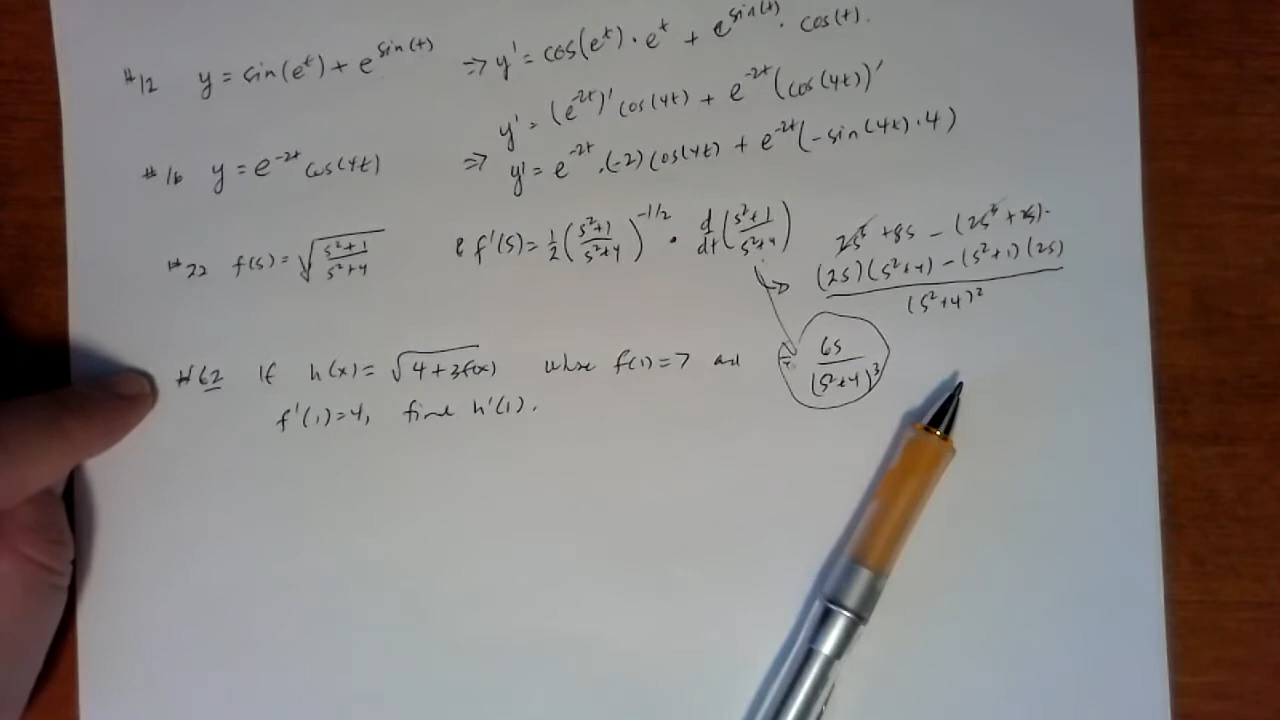 #12 y = sin(e^t) + e^sin(t) ⇒ y' = cos(e^t) · e^t + e^sin(t) · cos(t).
y' = (e^-2t)' cos(4t) + e^-2t (cos(4t))'
#16 y = e^-2t cos(4t) ⇒ y' = e^-2t · (-2) cos(4t) + e^-2t (-sin(4t) · 4)
2s³ + 8s - (2s³ + 2s).
#22 f(s) = √((s²+1)/(s²+4)) f'(s) = 1/2 ((s²+1)/(s²+4))^-1/2 · d/dt ((s²+1)/(s²+4)) → ((2s)(s²+4) - (s²+1)(2s))/(s²+4)²
= 6s/(s²+4)³
#62 If h(x) = √(4+3f(x)) where f(1)=7 and
f'(1)=4, find h'(1).